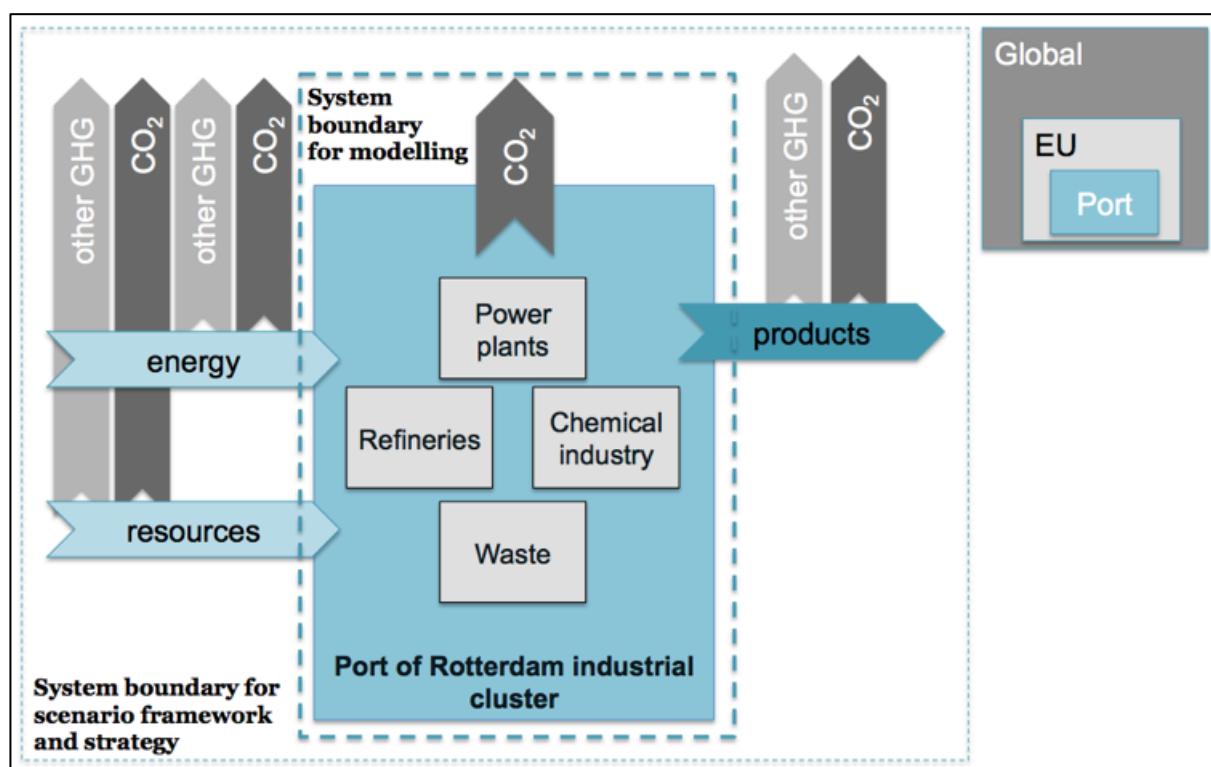 other GHG
CO₂
other GHG
CO₂
System
boundary
for modelling
CO₂
other GHG
CO₂
Global
EU
Port
Power
plants
energy
products
Refineries
Chemical
industry
resources
Waste
Port of Rotterdam industrial
cluster
System boundary for
scenario framework
and strategy